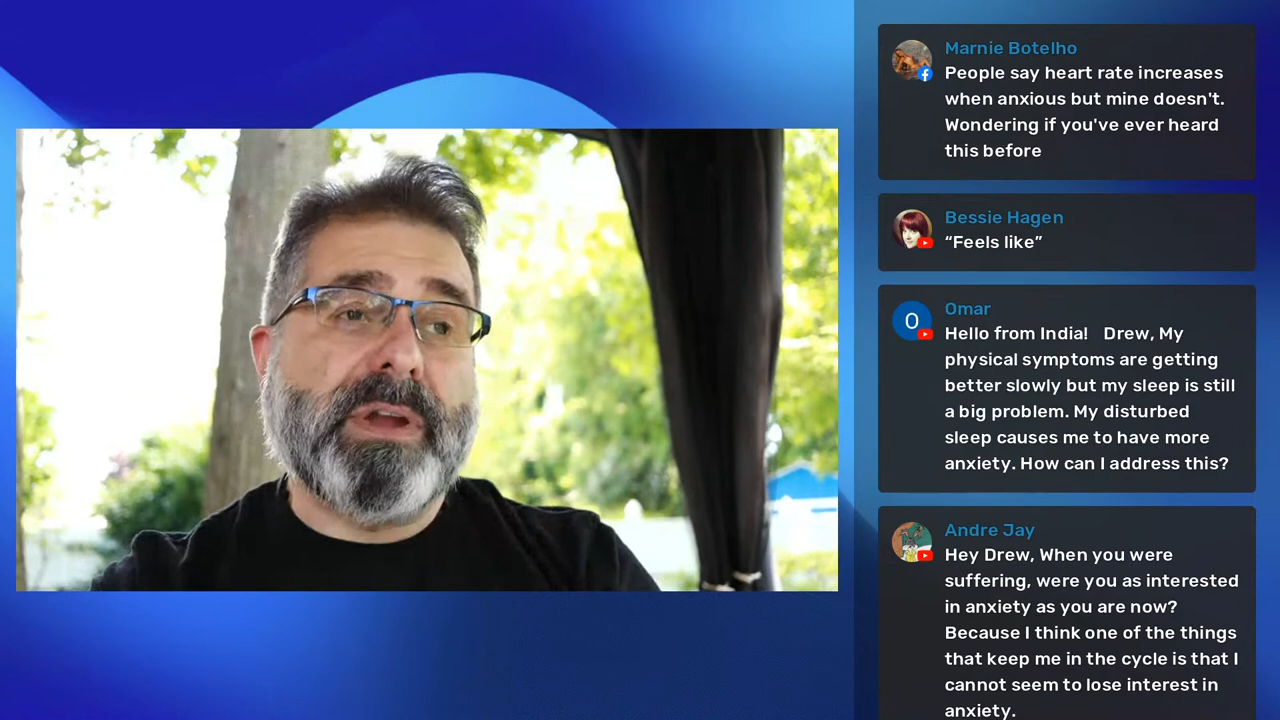 Marnie Botelho
People say heart rate increases
when anxious but mine doesn't.
Wondering if you've ever heard
this before
Bessie Hagen
“Feels like”
O
Omar
Hello from India! Drew, My
physical symptoms are getting
better slowly but my sleep is still
a big problem. My disturbed
sleep causes me to have more
anxiety. How can I address this?
Andre Jay
Hey Drew, When you were
suffering, were you as interested
in anxiety as you are now?
Because I think one of the things
that keep me in the cycle is that I
cannot seem to lose interest in
anxiety.